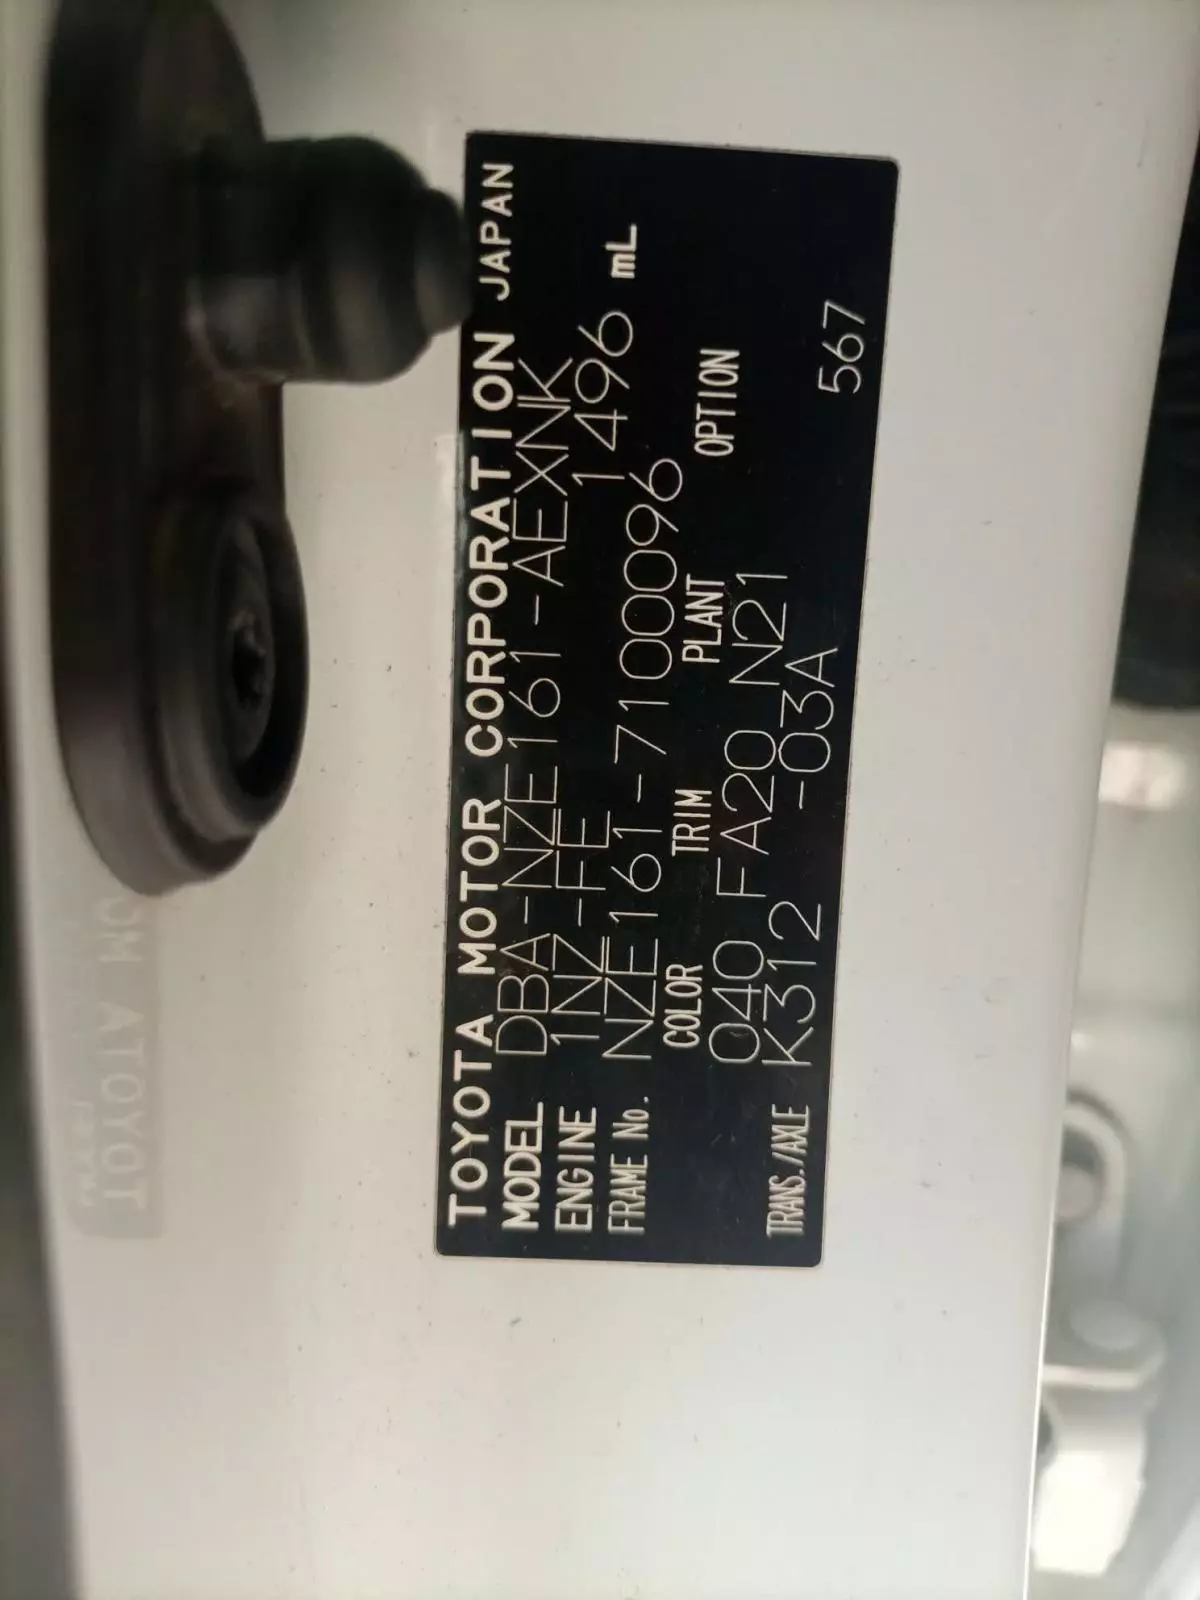 TOYOTA MOTOR CORPORATION JAPAN
MODEL DBA-NZE161-AEXNK
ENGINE 1NZ-FE 1496 mL
FRAME No. NZE161-7100096
COLOR TRIM PLANT OPTION
040 FA20 N21
TRANS./AXLE K312 -03A 567